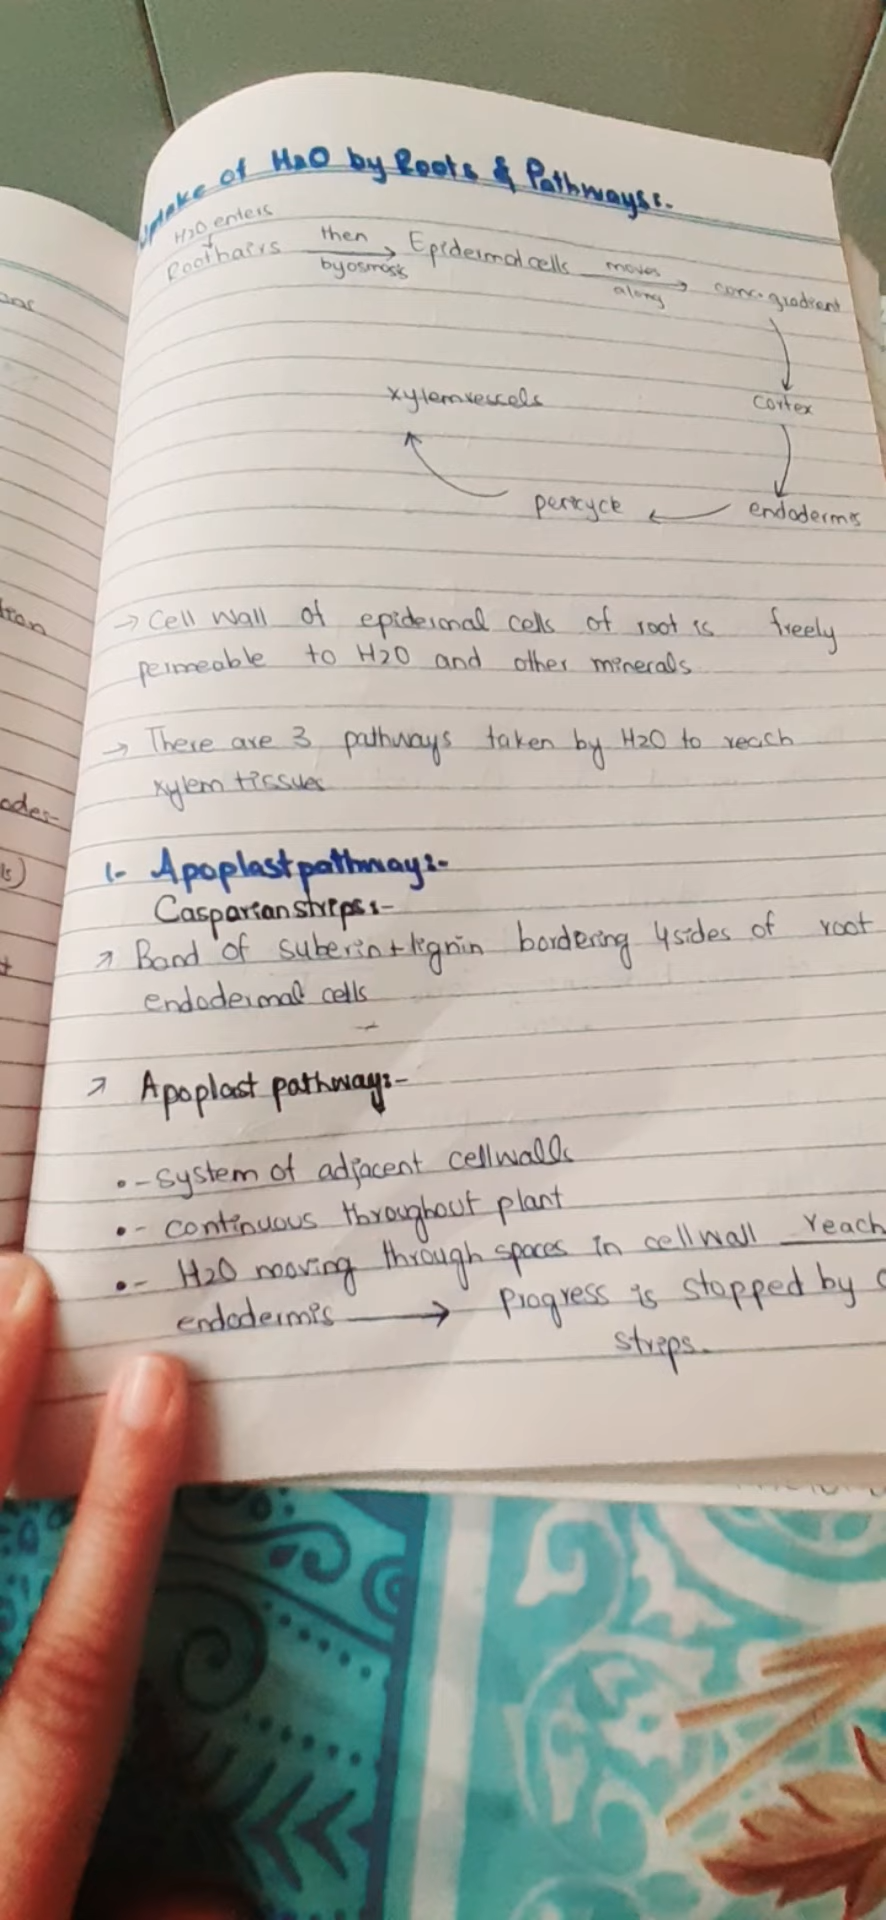 Uptake of H2O by Roots & Pathways:-
H2O enters
Roothairs then by osmosis → Epidermal cells moves along → conc. gradient
xylem vessels
cortex
pericycle ← endodermis
→ Cell wall of epidermal cells of root is freely
permeable to H2O and other minerals
→ There are 3 pathways taken by H2O to reach
xylem tissues
odes-
1- Apoplast pathway:-
Casparian strips:-
→ Band of suberin + lignin bordering 4 sides of root
endodermal cells
→ Apoplast pathway:-
•- system of adjacent cellwalls
•- continuous throughout plant
•- H2O moving through spaces in cell wall reach
endodermis → Progress is stopped by
strips.